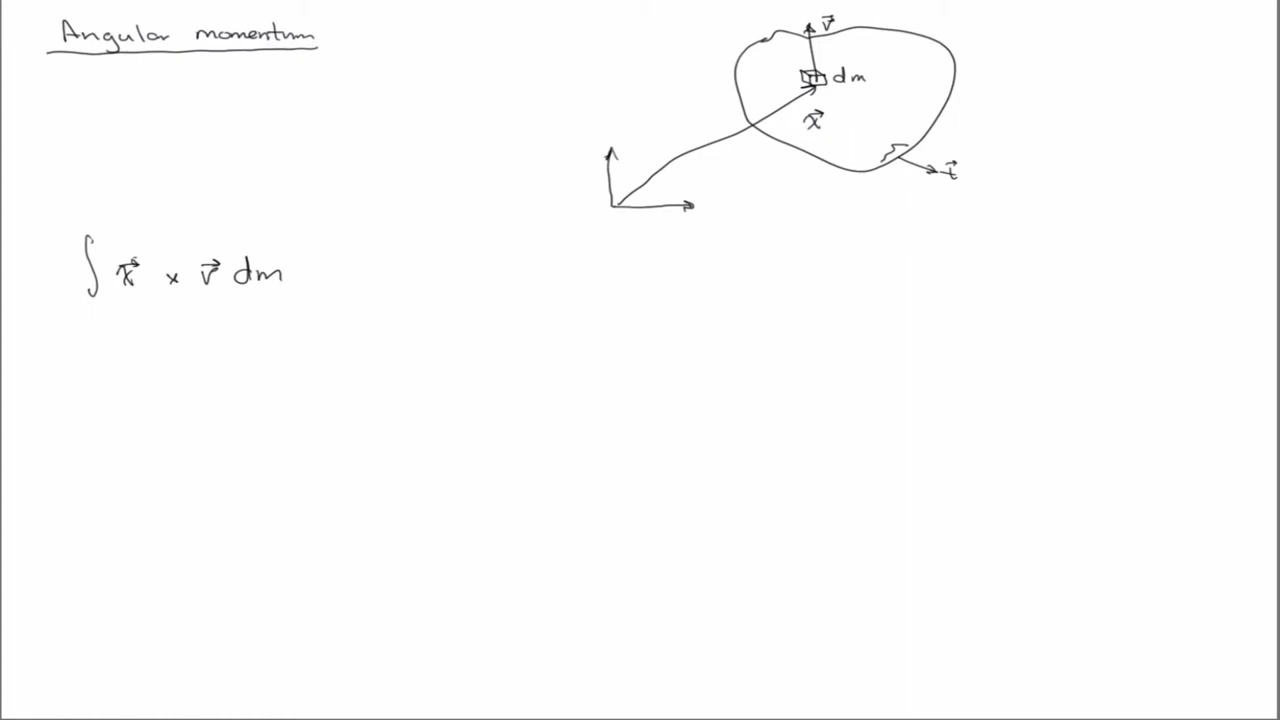 Angular momentum
v⃗
dm
x⃗
t⃗
∫ x⃗ × v⃗ dm